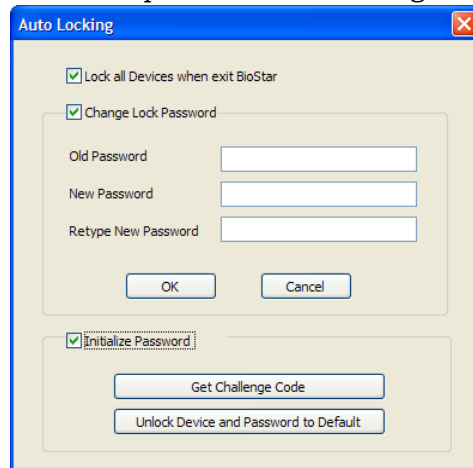 Auto Locking
Lock all Devices when exit BioStar
Change Lock Password
Old Password
New Password
Retype New Password
OK Cancel
Initialize Password
Get Challenge Code
Unlock Device and Password to Default